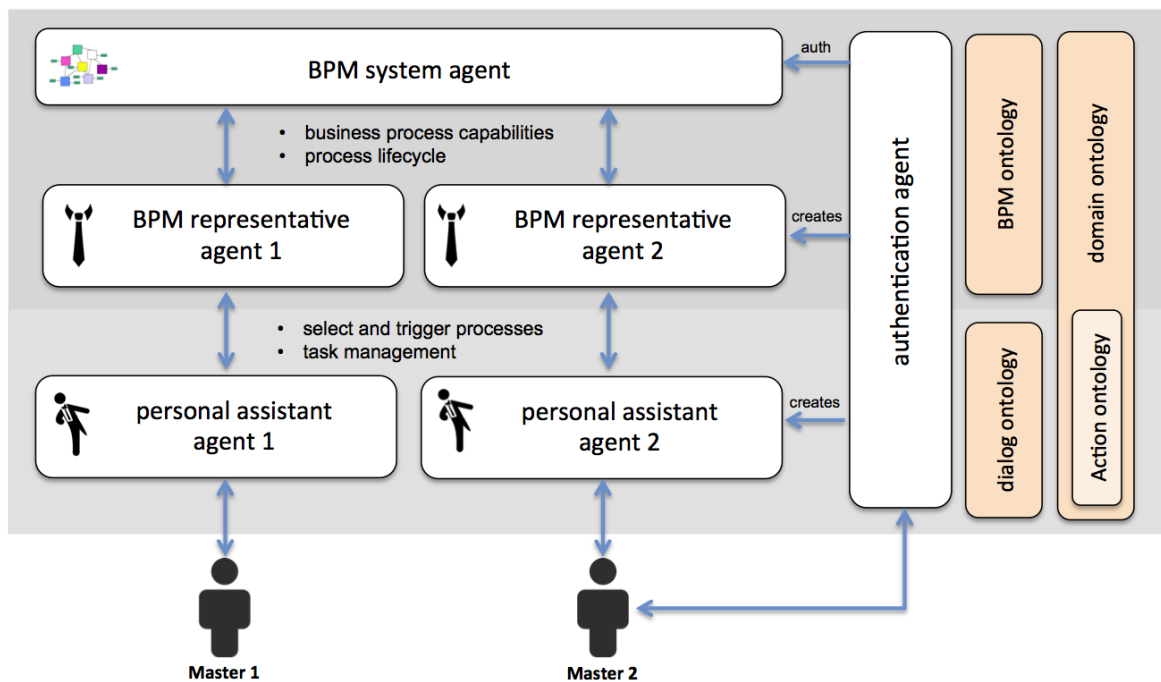 BPM system agent
auth
• business process capabilities
• process lifecycle
BPM representative
agent 1
BPM representative
agent 2
creates
• select and trigger processes
• task management
personal assistant
agent 1
personal assistant
agent 2
creates
authentication agent
BPM ontology
dialog ontology
domain ontology
Action ontology
Master 1
Master 2